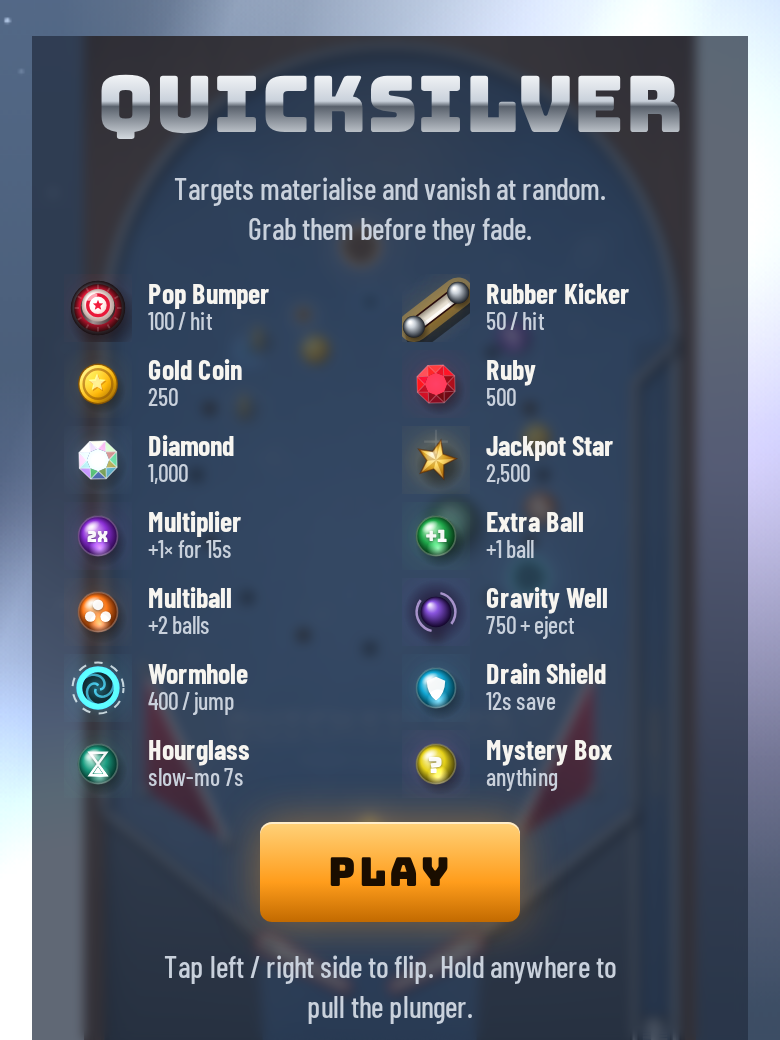 QUICKSILVER
Targets materialise and vanish at random.
Grab them before they fade.
Pop Bumper
100 / hit
Rubber Kicker
50 / hit
Gold Coin
250
Ruby
500
Diamond
1,000
Jackpot Star
2,500
2X
Multiplier
+1× for 15s
+1
Extra Ball
+1 ball
Multiball
+2 balls
Gravity Well
750 + eject
Wormhole
400 / jump
Drain Shield
12s save
Hourglass
slow-mo 7s
?
Mystery Box
anything
PLAY
Tap left / right side to flip. Hold anywhere to
pull the plunger.